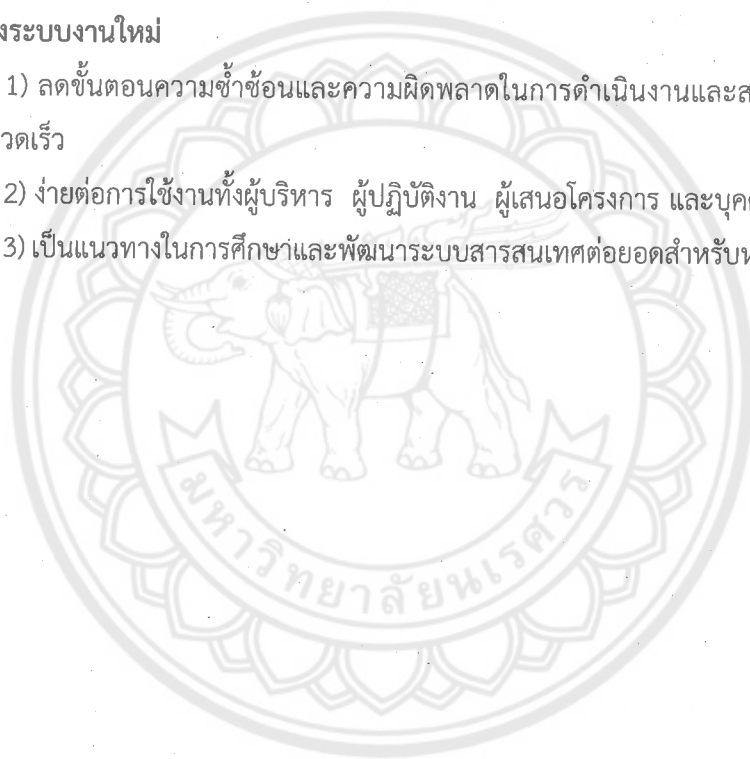 งระบบงานใหม่
1) ลดขั้นตอนความซ้ำซ้อนและความผิดพลาดในการดำเนินงานและส
วดเร็ว
2) ง่ายต่อการใช้งานทั้งผู้บริหาร ผู้ปฏิบัติงาน ผู้เสนอโครงการ และบุค
3) เป็นแนวทางในการศึกษาและพัฒนาระบบสารสนเทศต่อยอดสำหรับห
มหาวิทยาลัยนเรศวร